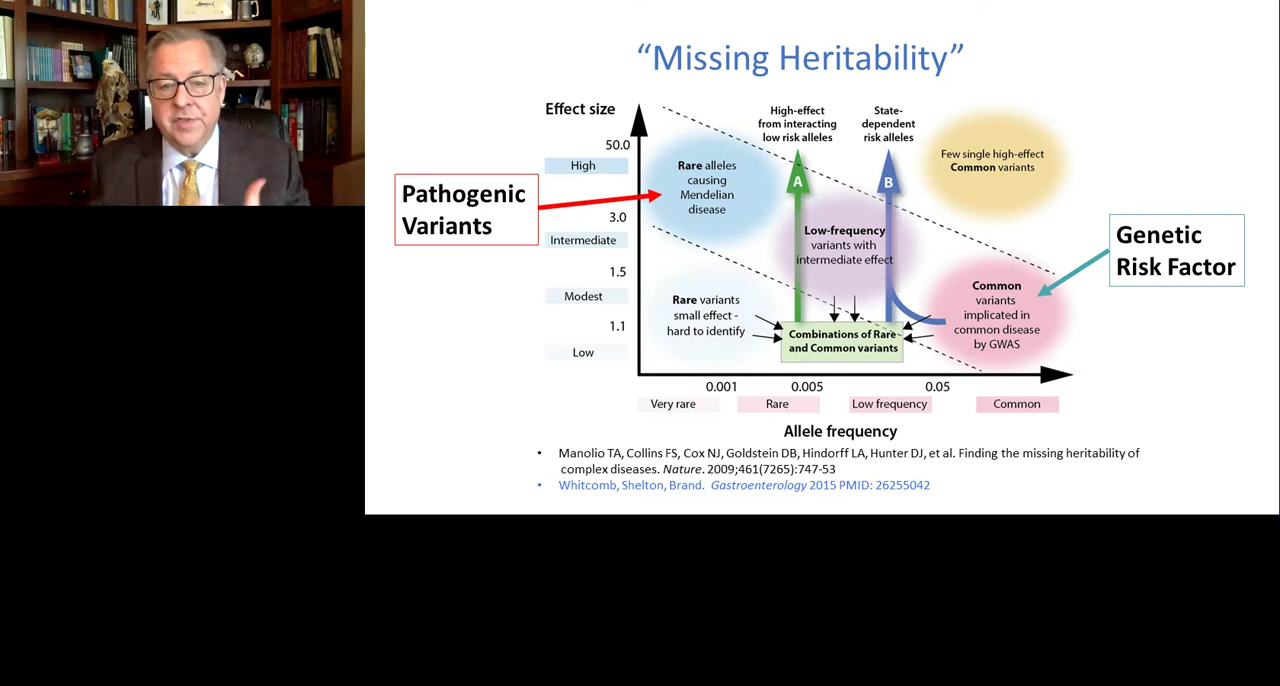 “Missing Heritability”
Effect size
High-effect
from interacting
low risk alleles
State-
dependent
risk alleles
50.0
High
Rare alleles
causing
Mendelian
disease
A
B
Few single high-effect
Common variants
Pathogenic
Variants
3.0
Intermediate
Low-frequency
variants with
intermediate effect
Genetic
Risk Factor
1.5
Modest
Rare variants
small effect -
hard to identify
Common
variants
implicated in
common disease
by GWAS
1.1
Low
Combinations of Rare
and Common variants
0.001
0.005
0.05
Very rare
Rare
Low frequency
Common
Allele frequency
• Manolio TA, Collins FS, Cox NJ, Goldstein DB, Hindorff LA, Hunter DJ, et al. Finding the missing heritability of
complex diseases. Nature. 2009;461(7265):747-53
• Whitcomb, Shelton, Brand. Gastroenterology 2015 PMID: 26255042